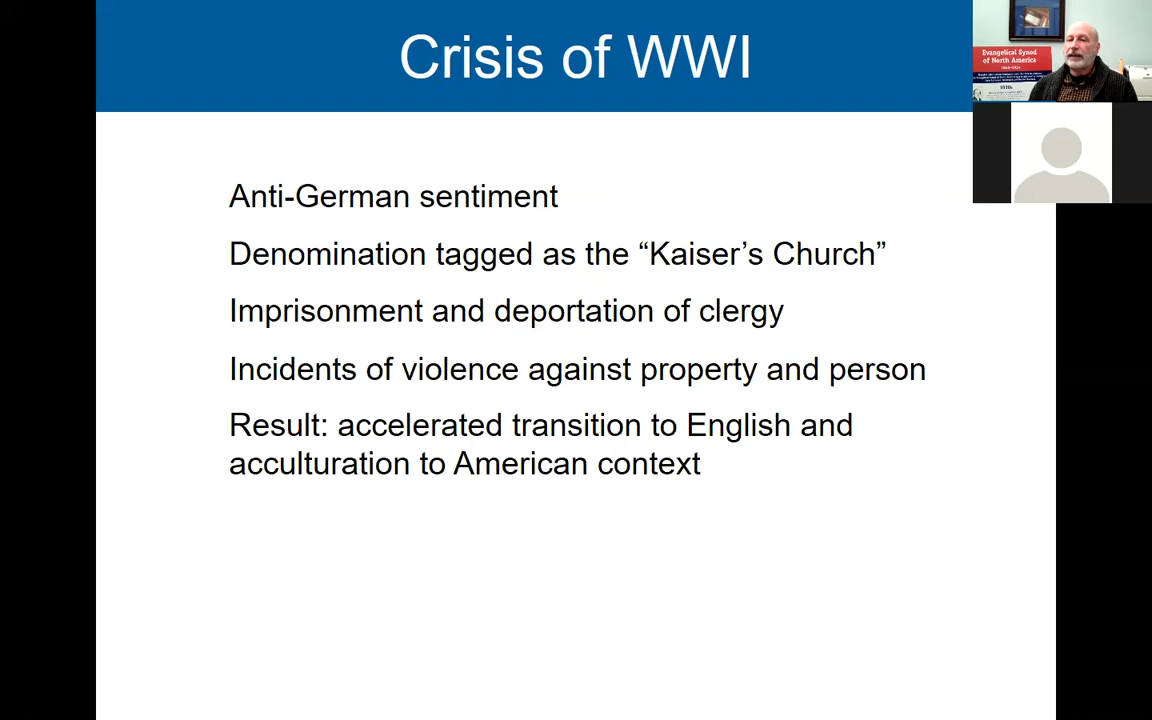 Crisis of WWI
Evangelical Synod
of North America
Anti-German sentiment
Denomination tagged as the “Kaiser’s Church”
Imprisonment and deportation of clergy
Incidents of violence against property and person
Result: accelerated transition to English and
acculturation to American context